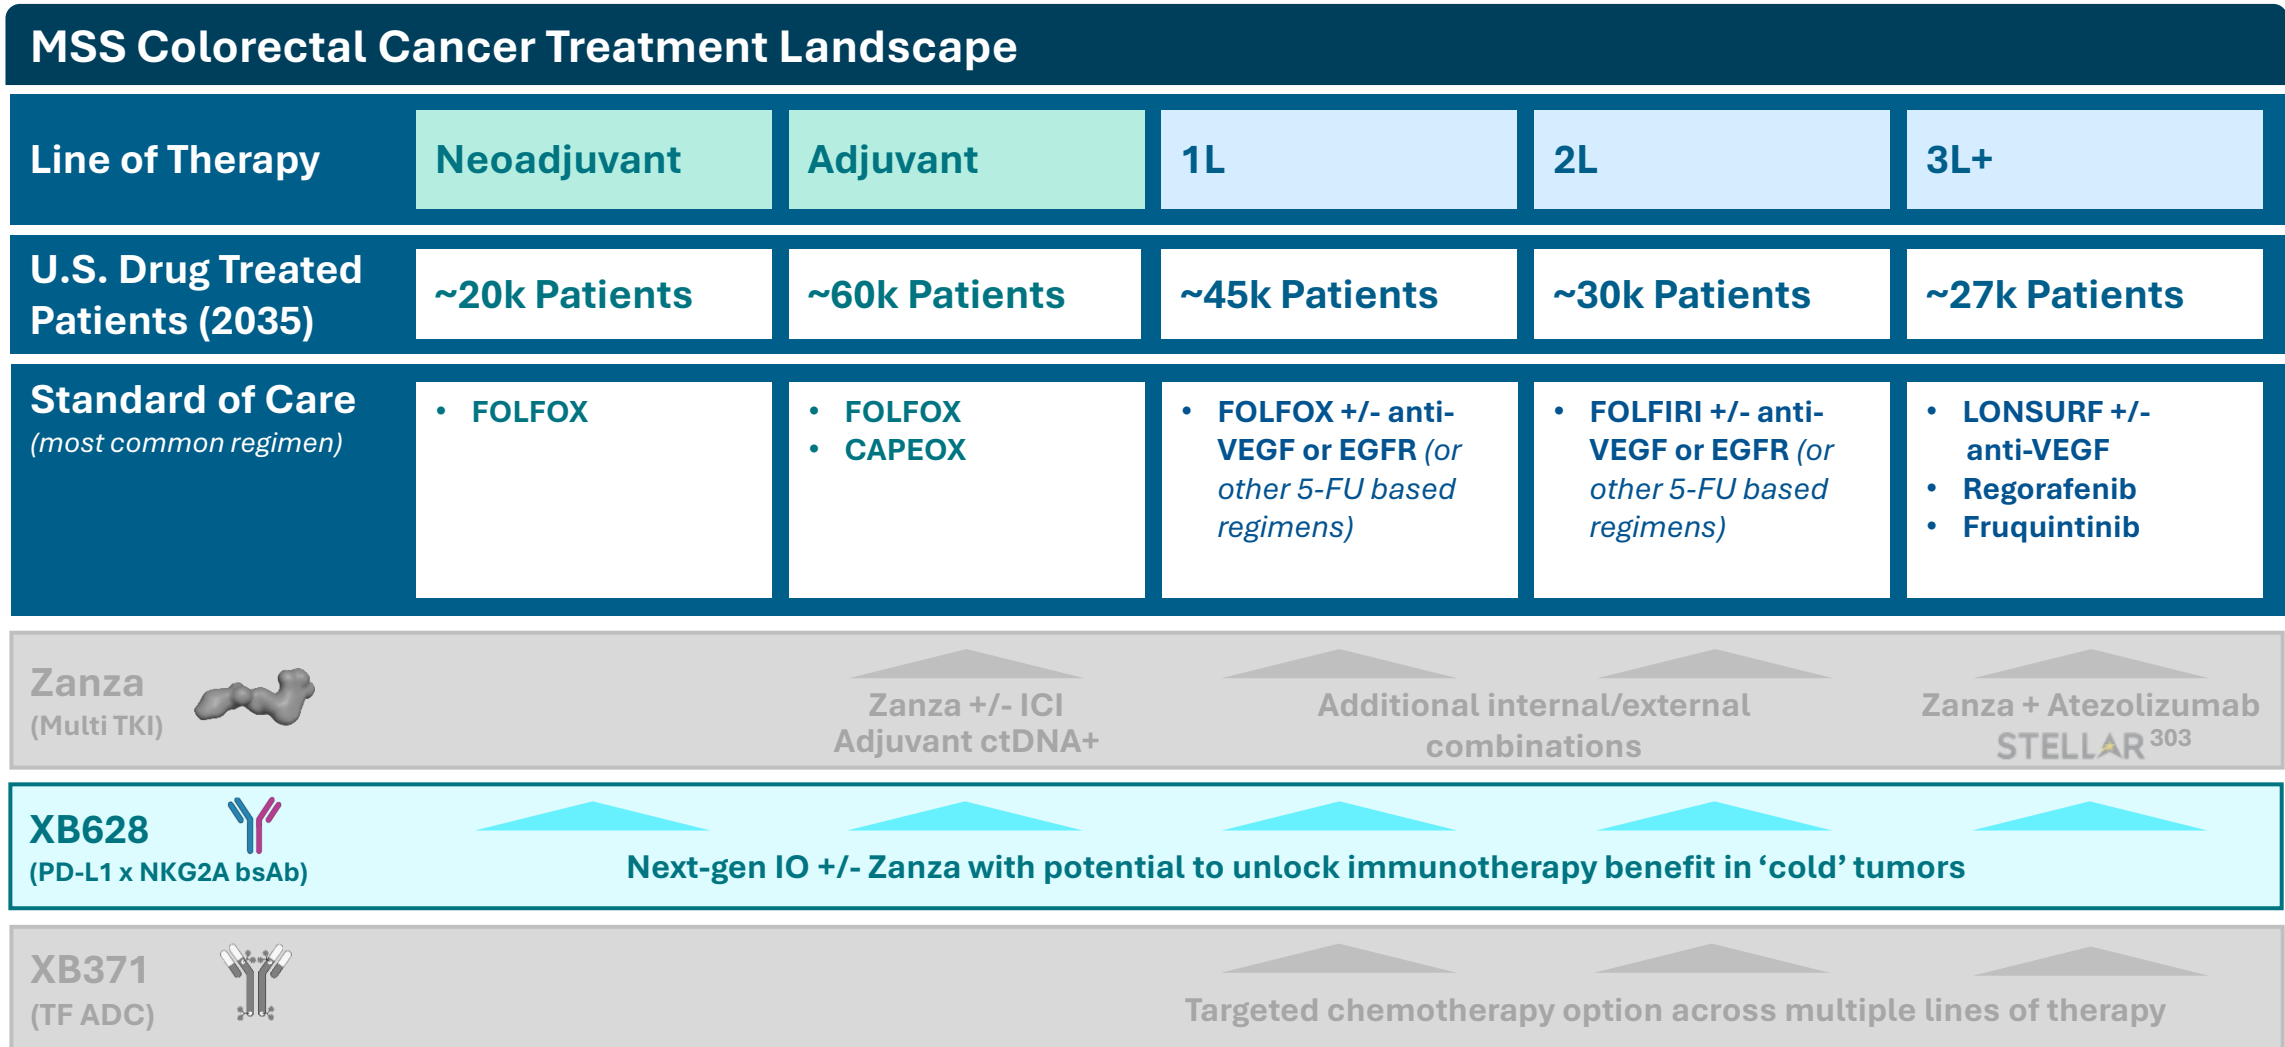 MSS Colorectal Cancer Treatment Landscape
Line of Therapy
Neoadjuvant
Adjuvant
1L
2L
3L+
U.S. Drug Treated
Patients (2035)
~20k Patients
~60k Patients
~45k Patients
~30k Patients
~27k Patients
Standard of Care
(most common regimen)
• FOLFOX
• FOLFOX
• CAPEOX
• FOLFOX +/- anti-
VEGF or EGFR (or
other 5-FU based
regimens)
• FOLFIRI +/- anti-
VEGF or EGFR (or
other 5-FU based
regimens)
• LONSURF +/-
anti-VEGF
• Regorafenib
• Fruquintinib
Zanza
(Multi TKI)
Zanza +/- ICI
Adjuvant ctDNA+
Additional internal/external
combinations
Zanza + Atezolizumab
STELLAR 303
XB628
(PD-L1 x NKG2A bsAb)
Next-gen IO +/- Zanza with potential to unlock immunotherapy benefit in ‘cold’ tumors
XB371
(TF ADC)
Targeted chemotherapy option across multiple lines of therapy